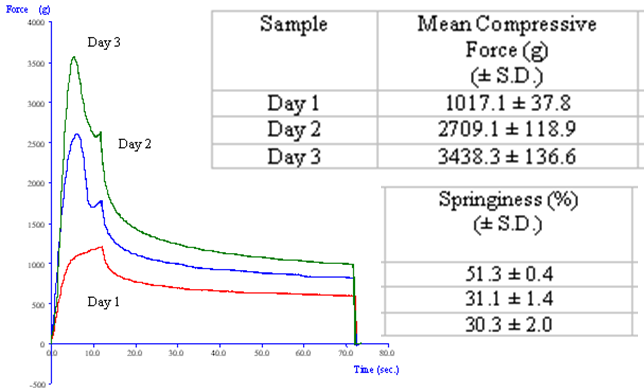 Force (g)
4000
3500
3000
2500
2000
1500
1000
500
0
-500
0.0 10.0 20.0 30.0 40.0 50.0 60.0 70.0 80.0
Time (sec.)
Day 3
Day 2
Day 1
Sample Mean Compressive
Force (g)
(± S.D.)
Day 1 1017.1 ± 37.8
Day 2 2709.1 ± 118.9
Day 3 3438.3 ± 136.6
Springiness (%)
(± S.D.)
51.3 ± 0.4
31.1 ± 1.4
30.3 ± 2.0